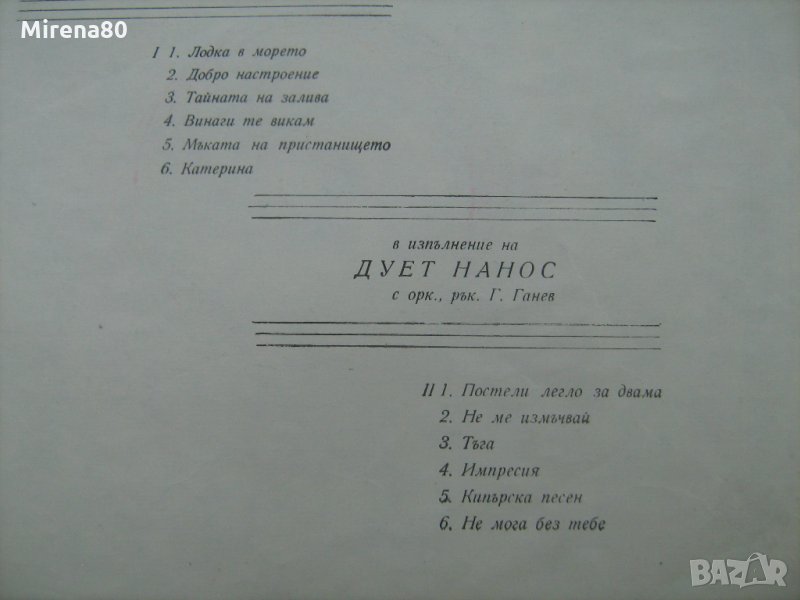 Mirena80
I 1. Лодка в морето
2. Добро настроение
3. Тайната на залива
4. Винаги те викам
5. Мъката на пристанището
6. Катерина
в изпълнение на
ДУЕТ НАНОС
с орк., рък. Г. Ганев
II 1. Постели легло за двама
2. Не ме измъчвай
3. Тъга
4. Импресия
5. Кипърска песен
6. Не мога без тебе
BAZAR